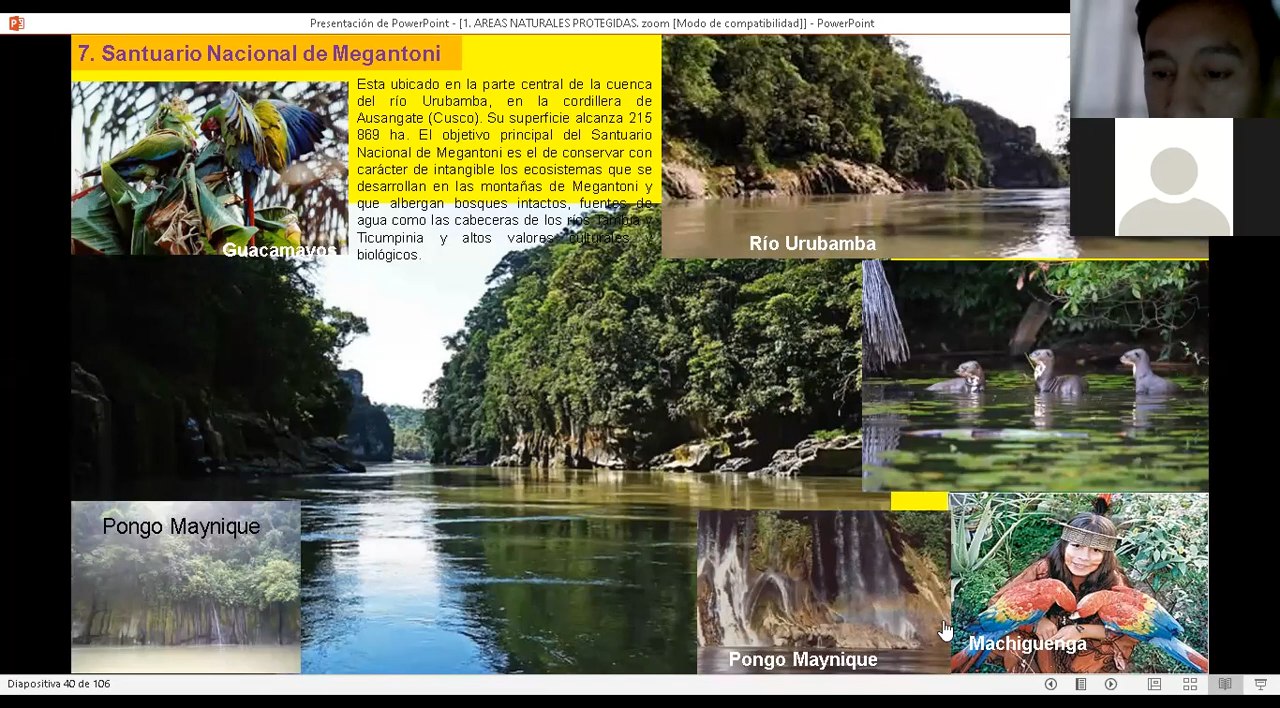 Presentación de PowerPoint - [1. AREAS NATURALES PROTEGIDAS. zoom [Modo de compatibilidad]] - PowerPoint
7. Santuario Nacional de Megantoni
Esta ubicado en la parte central de la cuenca
del río Urubamba, en la cordillera de
Ausangate (Cusco). Su superficie alcanza 215
869 ha. El objetivo principal del Santuario
Nacional de Megantoni es el de conservar con
carácter de intangible los ecosistemas que se
desarrollan en las montañas de Megantoni y
que albergan bosques intactos, fuentes de
agua como las cabeceras de los ríos Timpia y
Ticumpinia y altos valores culturales y
biológicos.
Guacamayos
Río Urubamba
Pongo Maynique
Pongo Maynique
Machiguenga
Diapositiva 40 de 106